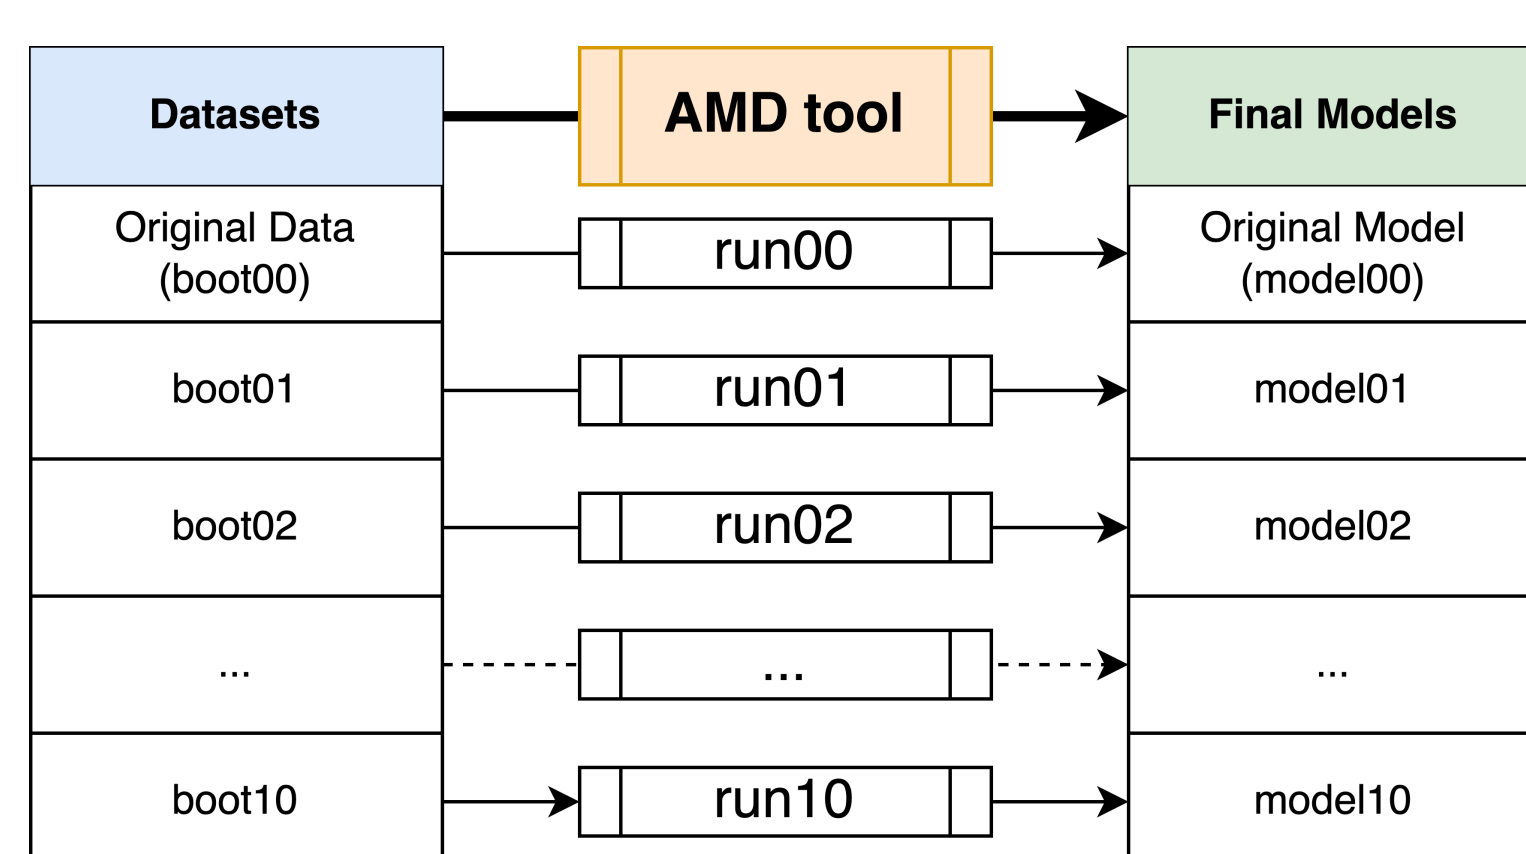 Datasets
AMD tool
Final Models
Original Data
(boot00)
run00
Original Model
(model00)
boot01
run01
model01
boot02
run02
model02
...
...
...
boot10
run10
model10